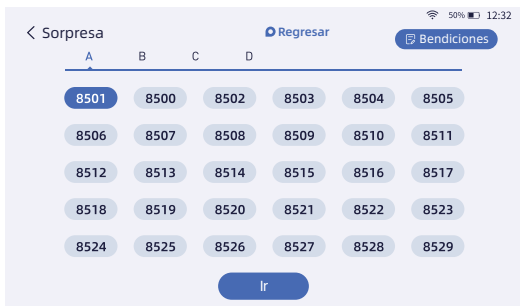 50% 12:32
Sorpresa Regresar Bendiciones
A B C D
8501 8500 8502 8503 8504 8505
8506 8507 8508 8509 8510 8511
8512 8513 8514 8515 8516 8517
8518 8519 8520 8521 8522 8523
8524 8525 8526 8527 8528 8529
Ir